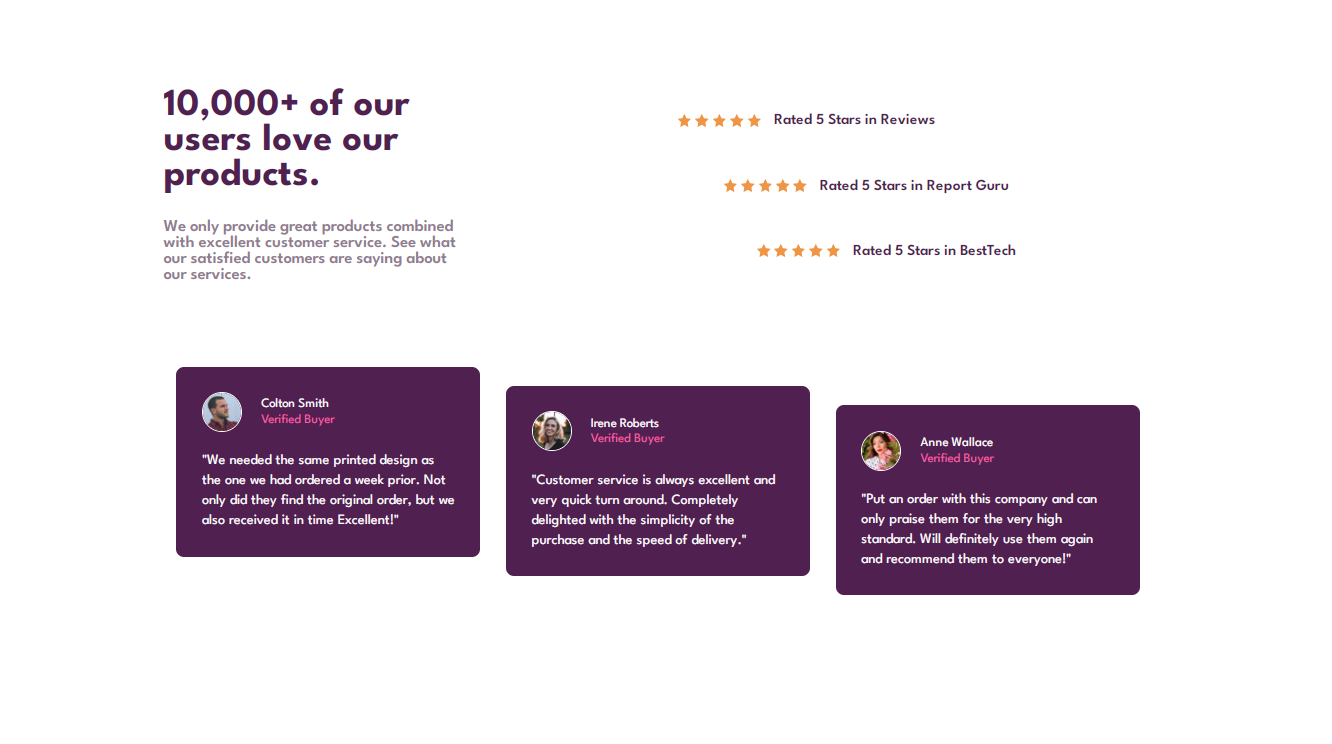 10,000+ of our
users love our
products.
We only provide great products combined
with excellent customer service. See what
our satisfied customers are saying about
our services.
Rated 5 Stars in Reviews
Rated 5 Stars in Report Guru
Rated 5 Stars in BestTech
Colton Smith
Verified Buyer
"We needed the same printed design as
the one we had ordered a week prior. Not
only did they find the original order, but we
also received it in time Excellent!"
Irene Roberts
Verified Buyer
"Customer service is always excellent and
very quick turn around. Completely
delighted with the simplicity of the
purchase and the speed of delivery."
Anne Wallace
Verified Buyer
"Put an order with this company and can
only praise them for the very high
standard. Will definitely use them again
and recommend them to everyone!"